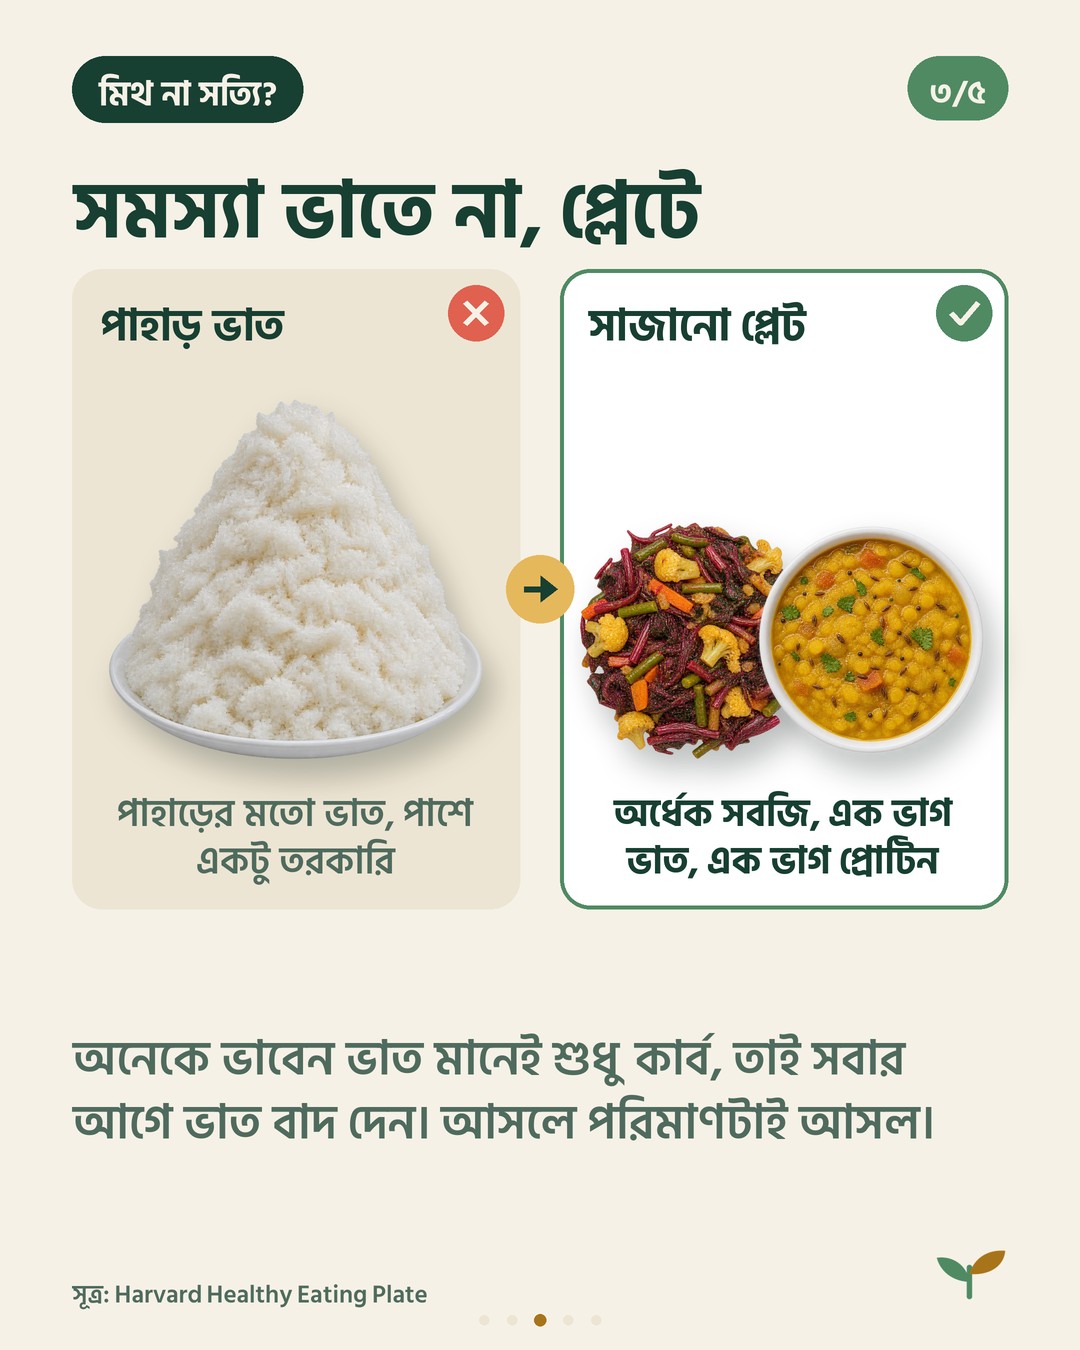 মিথ না সত্যি?
৩/৫
সমস্যা ভাতে না, প্লেটে
পাহাড় ভাত
সাজানো প্লেট
পাহাড়ের মতো ভাত, পাশে
একটু তরকারি
অর্ধেক সবজি, এক ভাগ
ভাত, এক ভাগ প্রোটিন
অনেকে ভাবেন ভাত মানেই শুধু কার্ব, তাই সবার
আগে ভাত বাদ দেন। আসলে পরিমাণটাই আসল।
সূত্র: Harvard Healthy Eating Plate